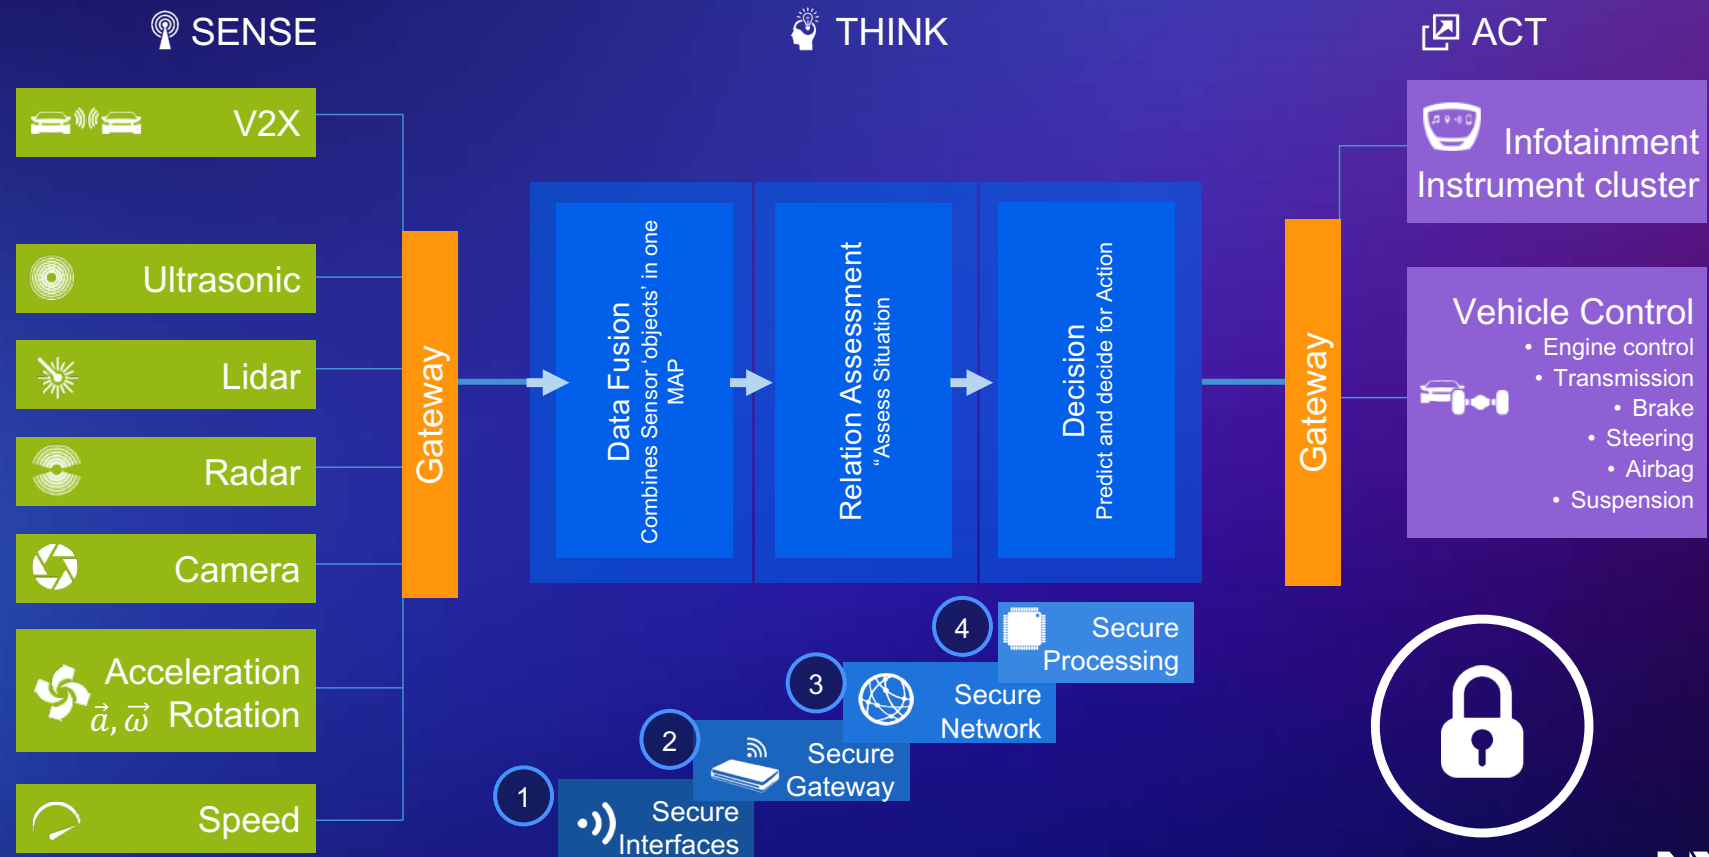 SENSE
THINK
ACT
V2X
Ultrasonic
Lidar
Radar
Camera
Acceleration
a⃗, ω⃗ Rotation
Speed
Gateway
Data Fusion
Combines Sensor ‘objects’ in one
MAP
Relation Assessment
“Assess Situation
Decision
Predict and decide for Action
Gateway
Infotainment
Instrument cluster
Vehicle Control
• Engine control
• Transmission
• Brake
• Steering
• Airbag
• Suspension
4
Secure
Processing
3
Secure
Network
2
Secure
Gateway
1
Secure
Interfaces